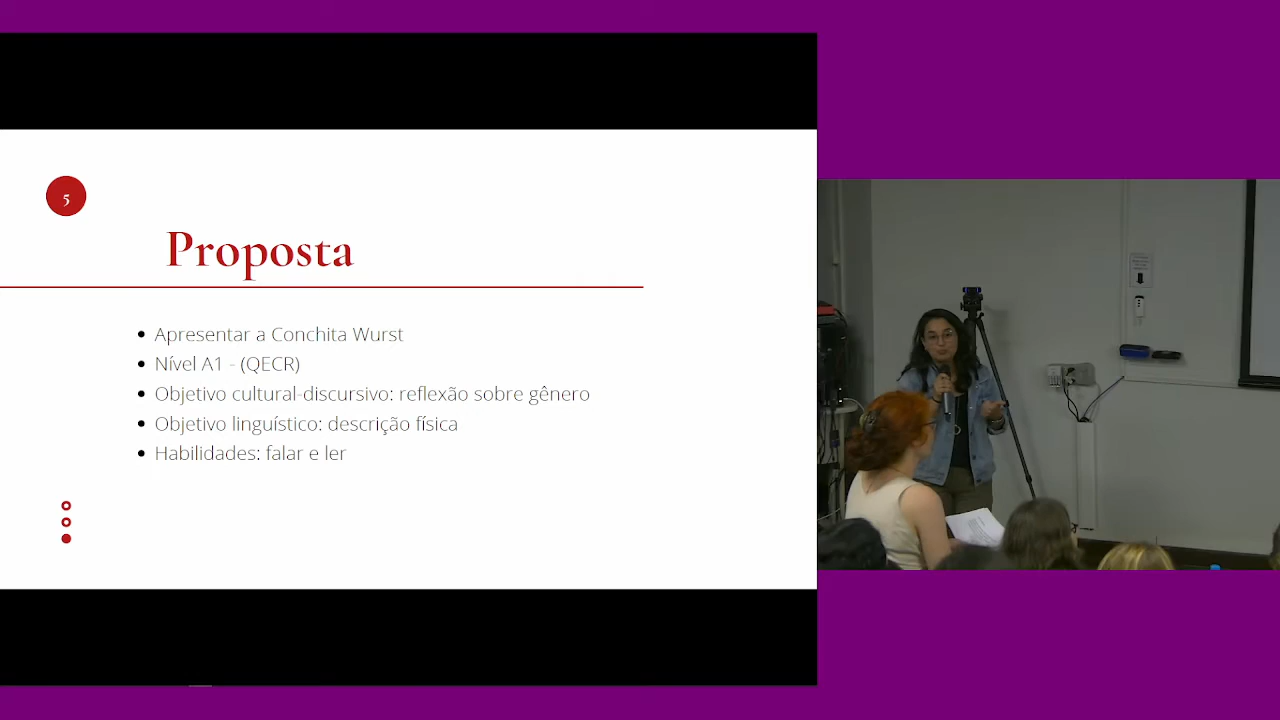 5
Proposta
Apresentar a Conchita Wurst
Nível A1 - (QECR)
Objetivo cultural-discursivo: reflexão sobre gênero
Objetivo linguístico: descrição física
Habilidades: falar e ler